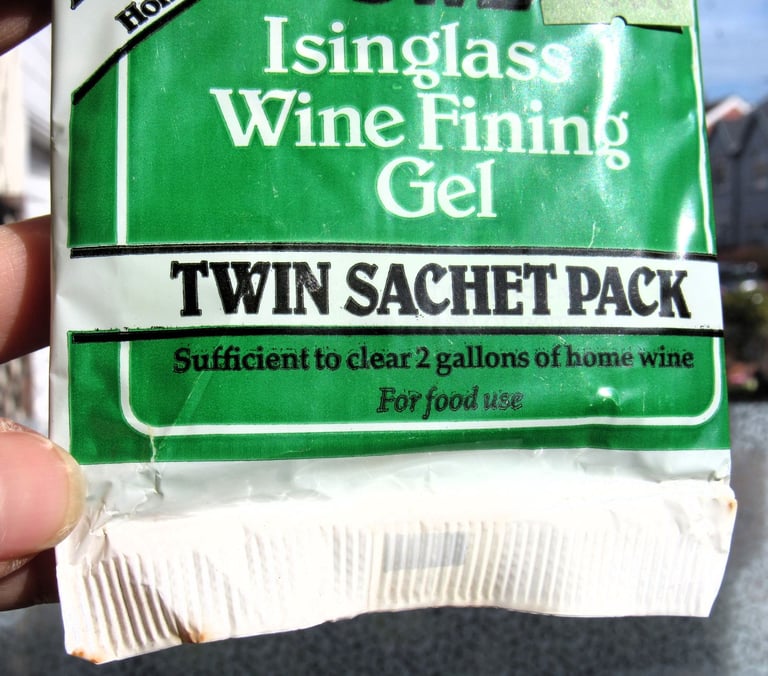 Isinglass
Wine Fining
Gel
TWIN SACHET PACK
Sufficient to clear 2 gallons of home wine
For food use